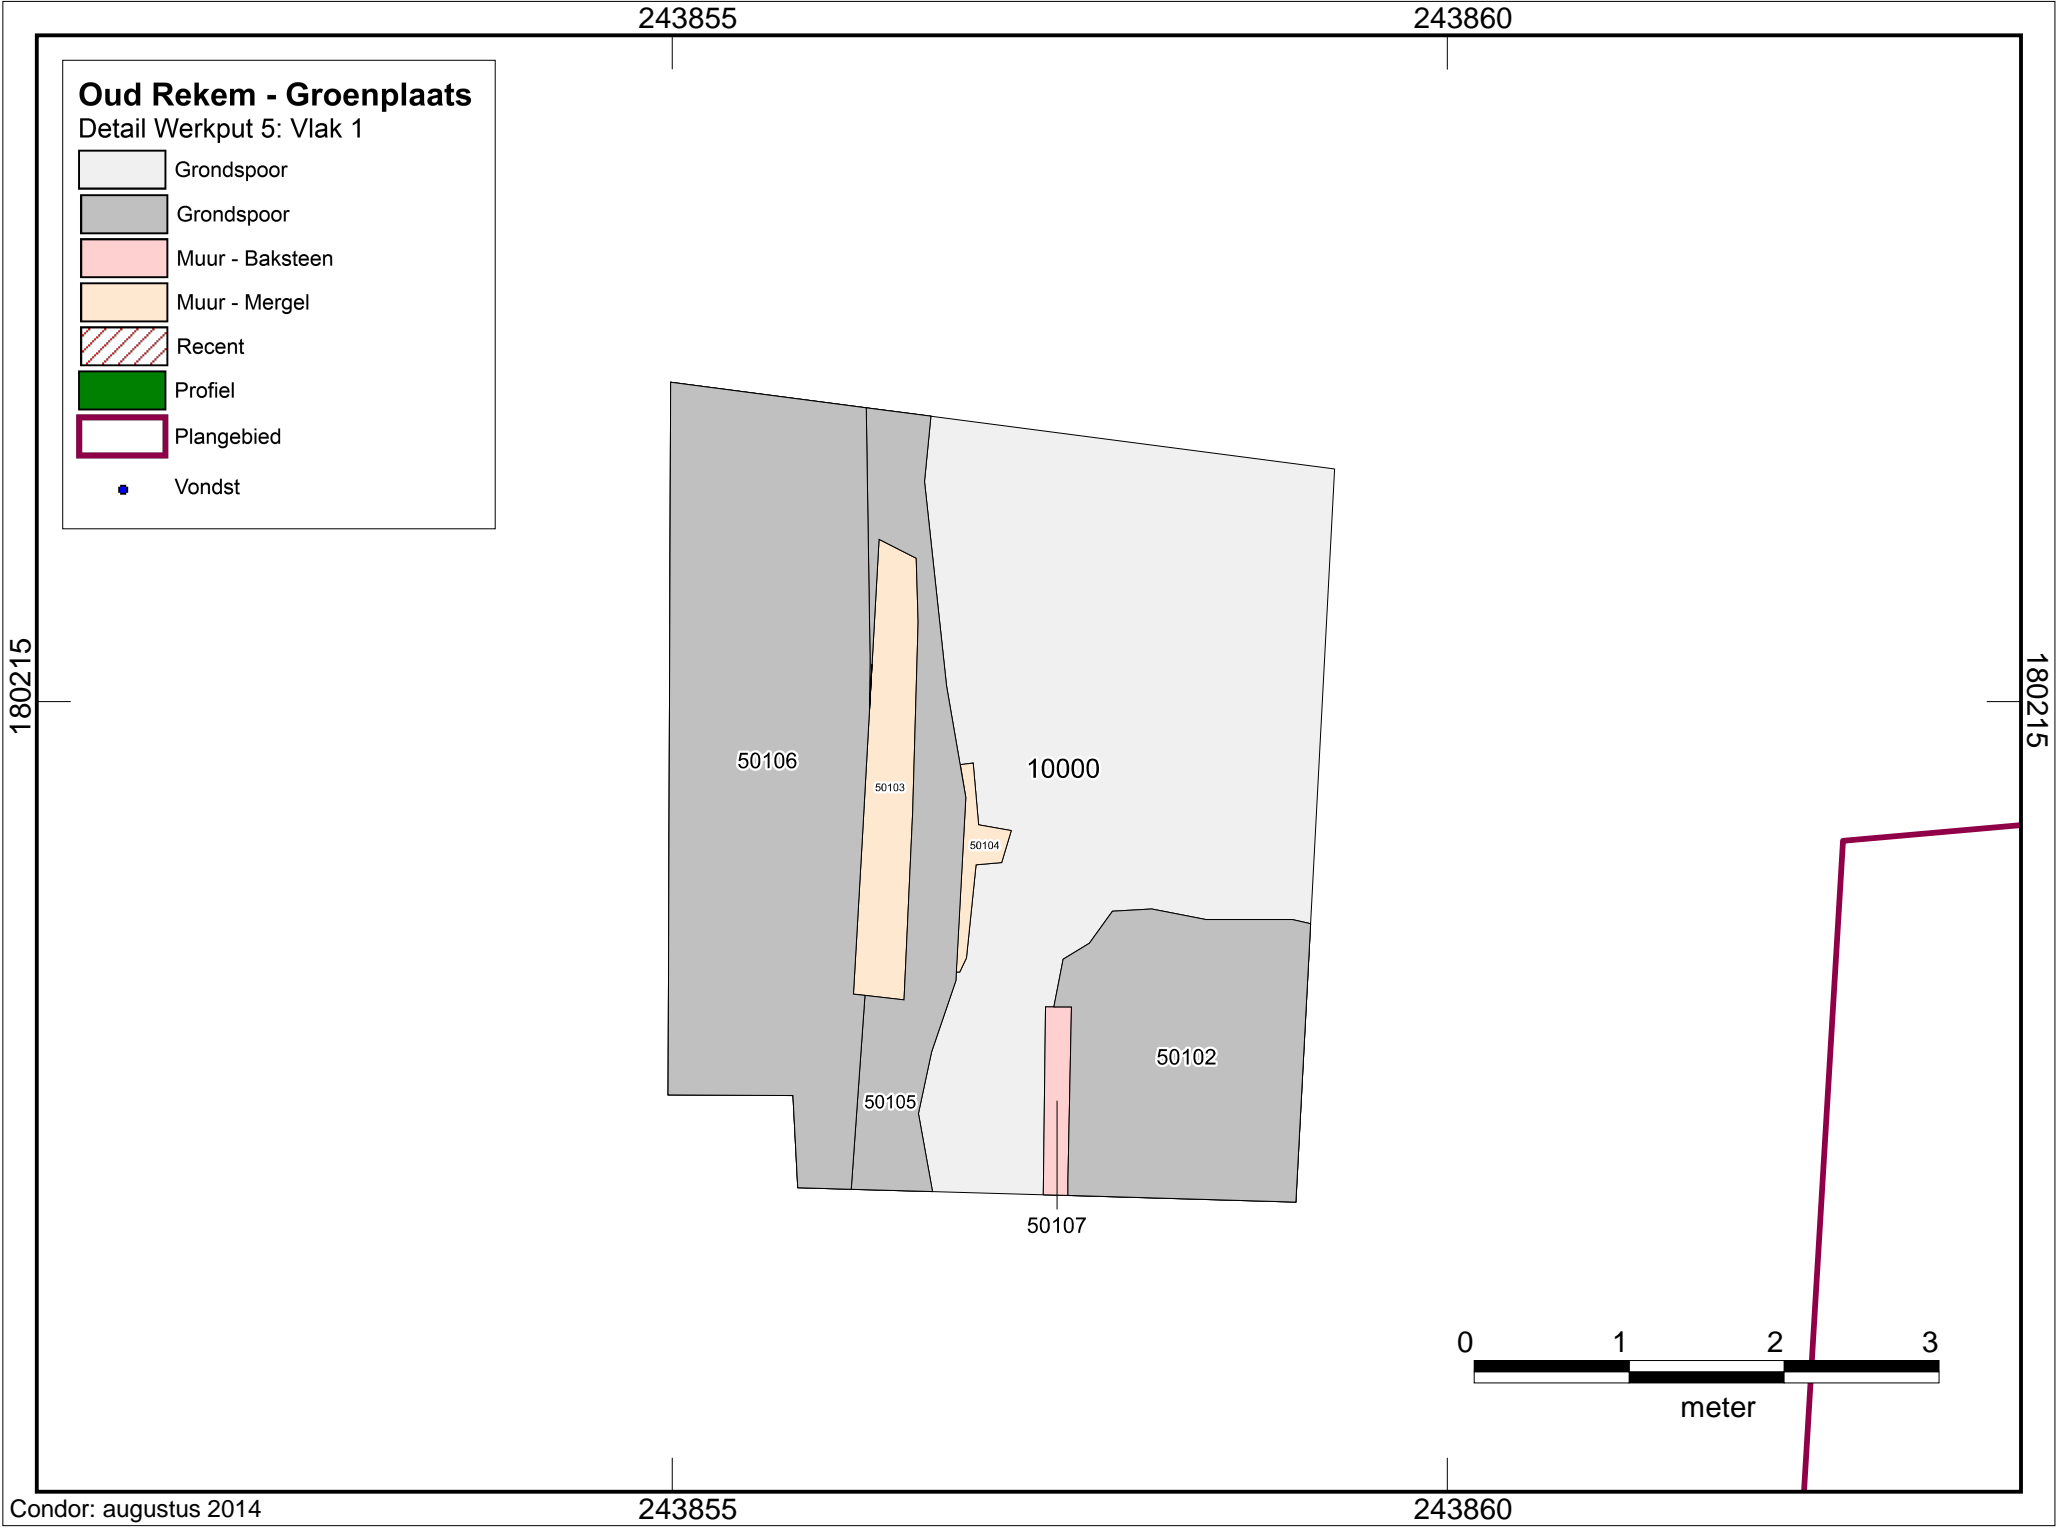 243855
243860
Oud Rekem - Groenplaats
Detail Werkput 5: Vlak 1
Grondspoor
Grondspoor
Muur - Baksteen
Muur - Mergel
Recent
Profiel
Plangebied
Vondst
180215
180215
50106
50103
10000
50104
50102
50105
50107
0 1 2 3
meter
Condor: augustus 2014
243855
243860